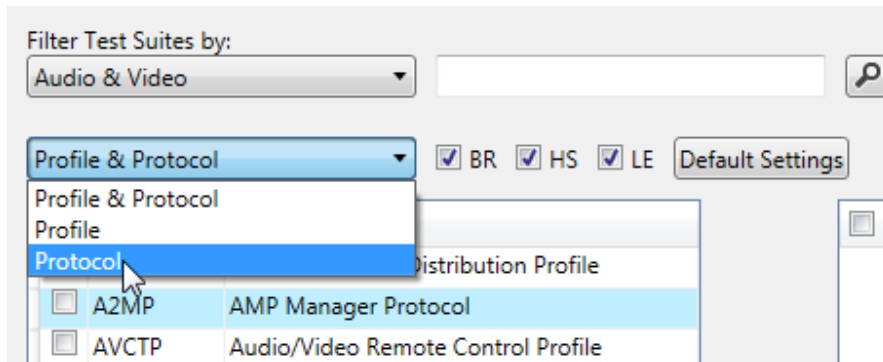 Filter Test Suites by:
Audio & Video
Profile & Protocol BR HS LE Default Settings
Profile & Protocol
Profile
Protocol
Distribution Profile
A2MP AMP Manager Protocol
AVCTP Audio/Video Remote Control Profile